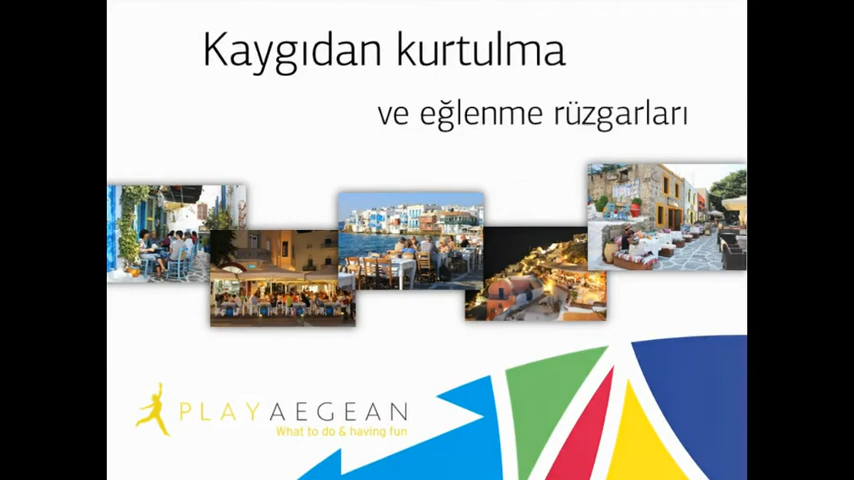 Kaygıdan kurtulma
ve eğlenme rüzgarları
PLAYAEGEAN
What to do & having fun